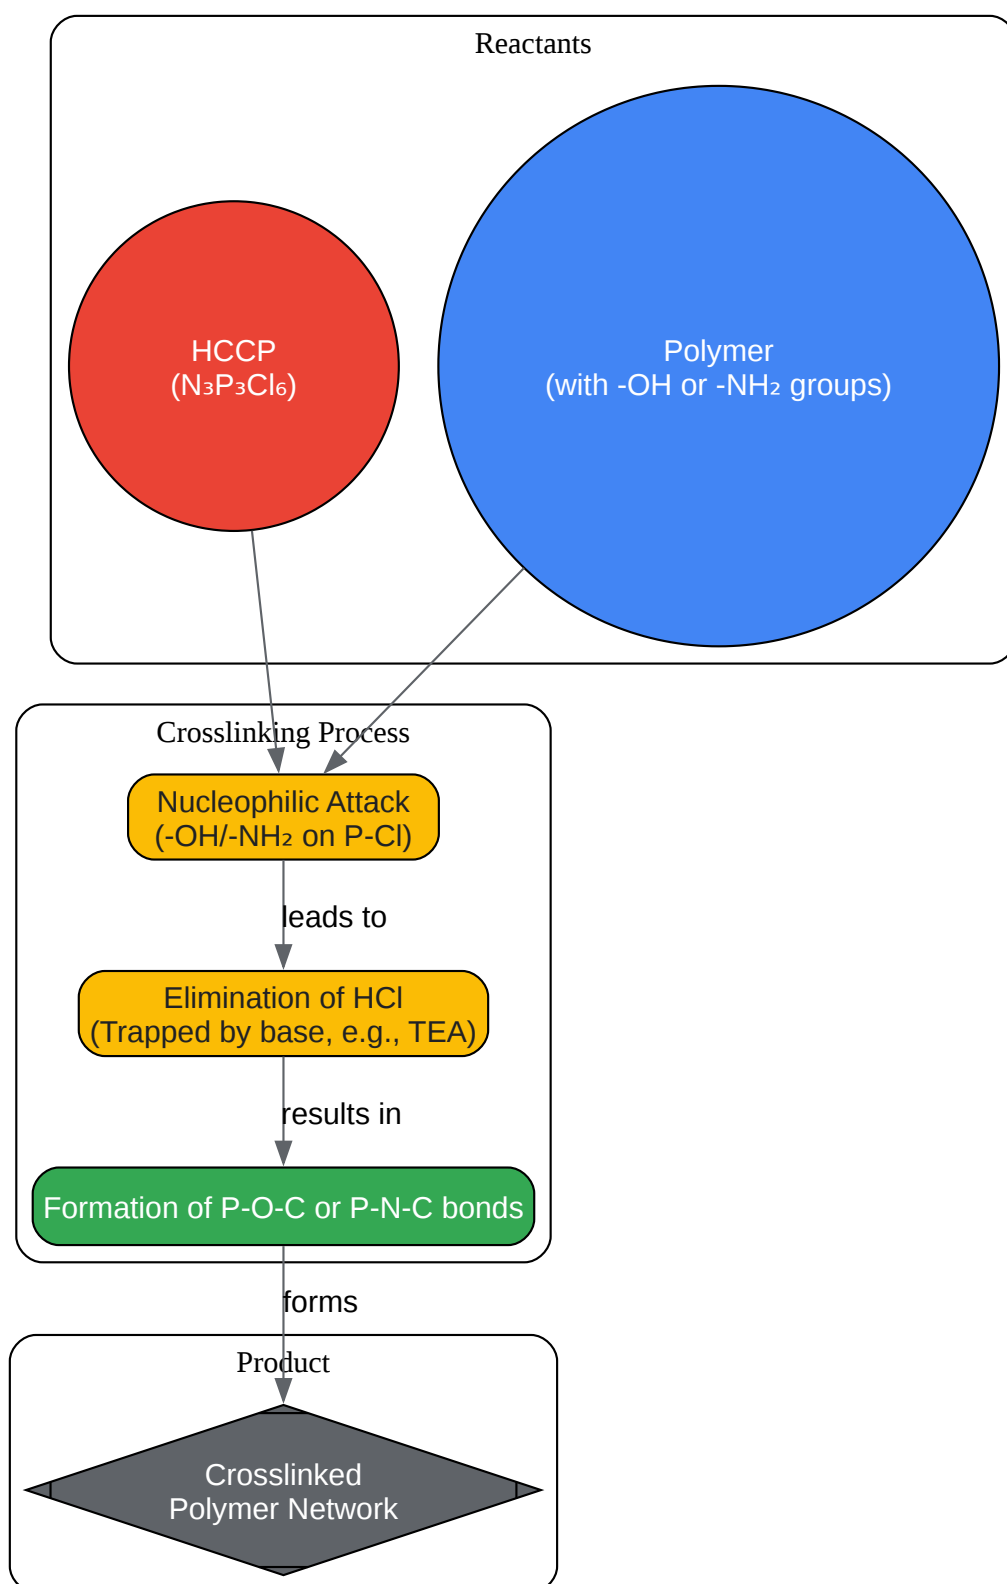 Reactants
HCCP
(N₃P₃Cl₆)
Polymer
(with -OH or -NH₂ groups)
Crosslinking Process
Nucleophilic Attack
(-OH/-NH₂ on P-Cl)
leads to
Elimination of HCl
(Trapped by base, e.g., TEA)
results in
Formation of P-O-C or P-N-C bonds
forms
Product
Crosslinked
Polymer Network